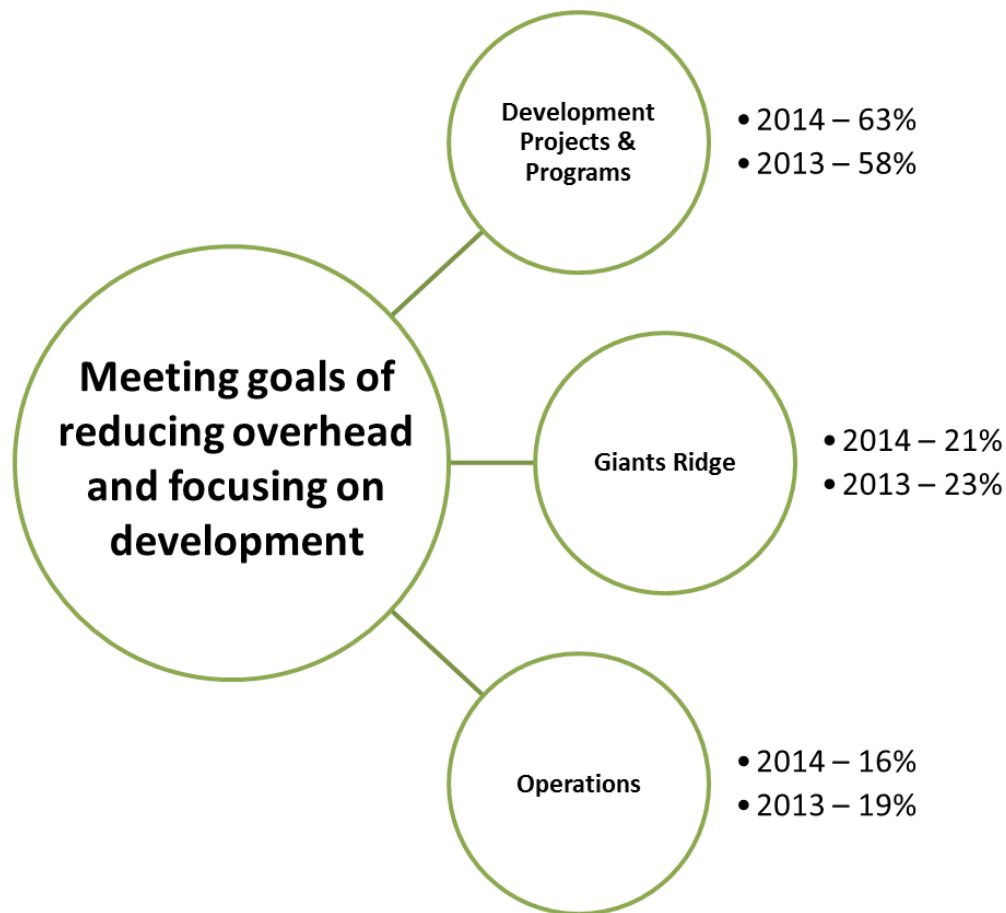 Development
Projects &
Programs
• 2014 – 63%
• 2013 – 58%
Meeting goals of
reducing overhead
and focusing on
development
Giants Ridge
• 2014 – 21%
• 2013 – 23%
Operations
• 2014 – 16%
• 2013 – 19%